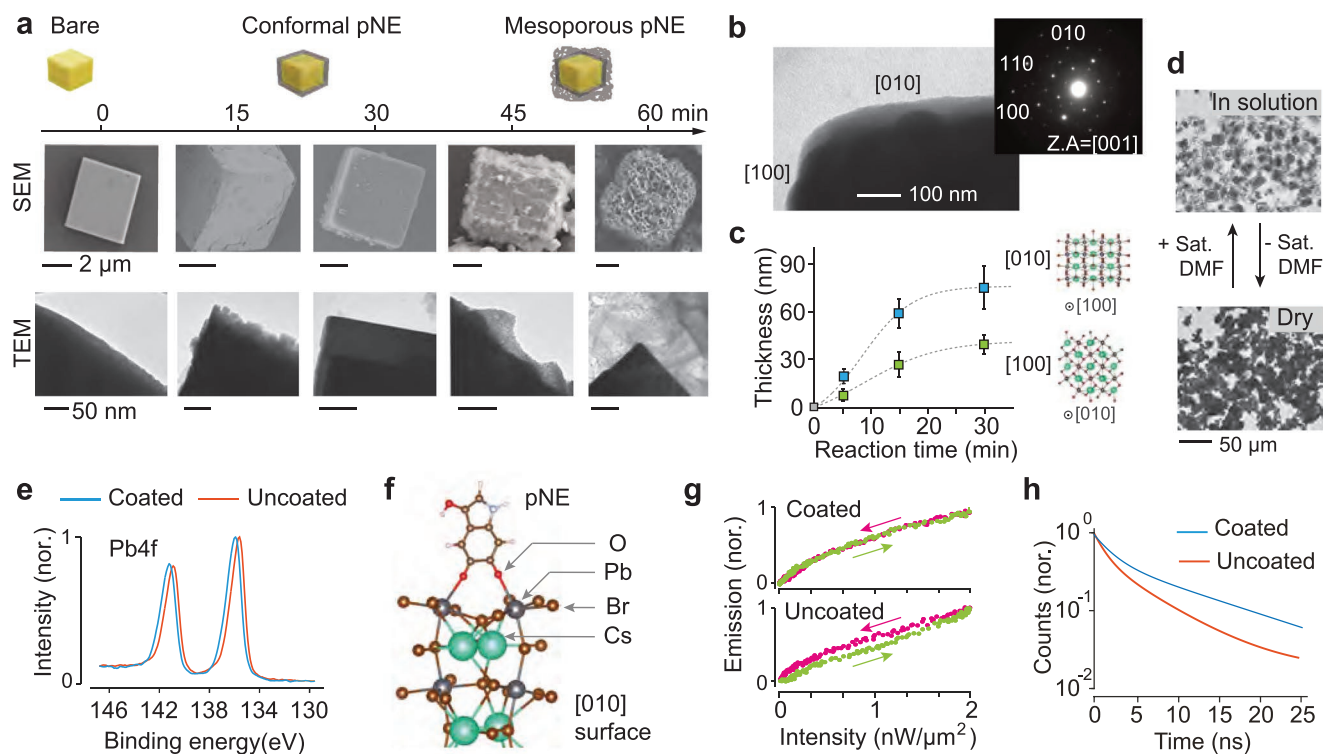 a
Bare Conformal pNE Mesoporous pNE
0 15 30 45 60 min
SEM
2 μm
TEM
50 nm
b
[010]
[100]
100 nm
010
110
100
Z.A=[001]
c
Thickness (nm)
90
60
30
0
0 10 20 30
Reaction time (min)
[010]
⊙[100]
[100]
⊙[010]
d
In solution
+ Sat. DMF
- Sat. DMF
Dry
50 μm
e
Coated Uncoated
Pb4f
Intensity (nor.)
1
0
146 142 138 134 130
Binding energy(eV)
f
pNE
O
Pb
Br
Cs
[010]
surface
g
Coated
1
0
Uncoated
1
0
Emission (nor.)
0 1 2
Intensity (nW/μm²)
h
Coated
Uncoated
Counts (nor.)
10⁰
10⁻¹
10⁻²
0 5 10 15 20 25
Time (ns)